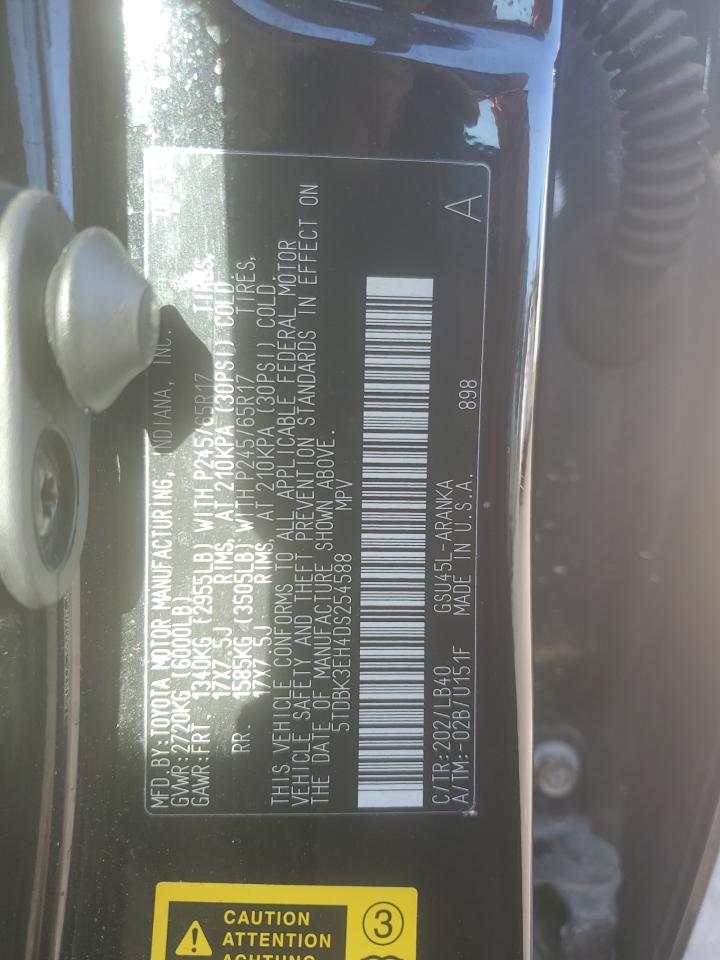 MFD.BY:TOYOTA MOTOR MANUFACTURING, INDIANA, INC.
GVWR:2720KG (6000LB)
GAWR:FRT. 1340KG (2955LB) WITH P245/65R17 TIRES,
17X7.5J RIMS, AT 210KPA (30PSI) COLD.
RR. 1585KG (3505LB) WITH P245/65R17 TIRES,
17X7.5J RIMS, AT 210KPA (30PSI) COLD.
THIS VEHICLE CONFORMS TO ALL APPLICABLE FEDERAL MOTOR
VEHICLE SAFETY AND THEFT PREVENTION STANDARDS IN EFFECT ON
THE DATE OF MANUFACTURE SHOWN ABOVE.
5TDBK3EH4DS254588 MPV
C/TR:202/LB40 GSU45L-ARANKA 898 A
A/TM:-02B/U151F MADE IN U.S.A.
CAUTION
ATTENTION
ACHTUNG
3